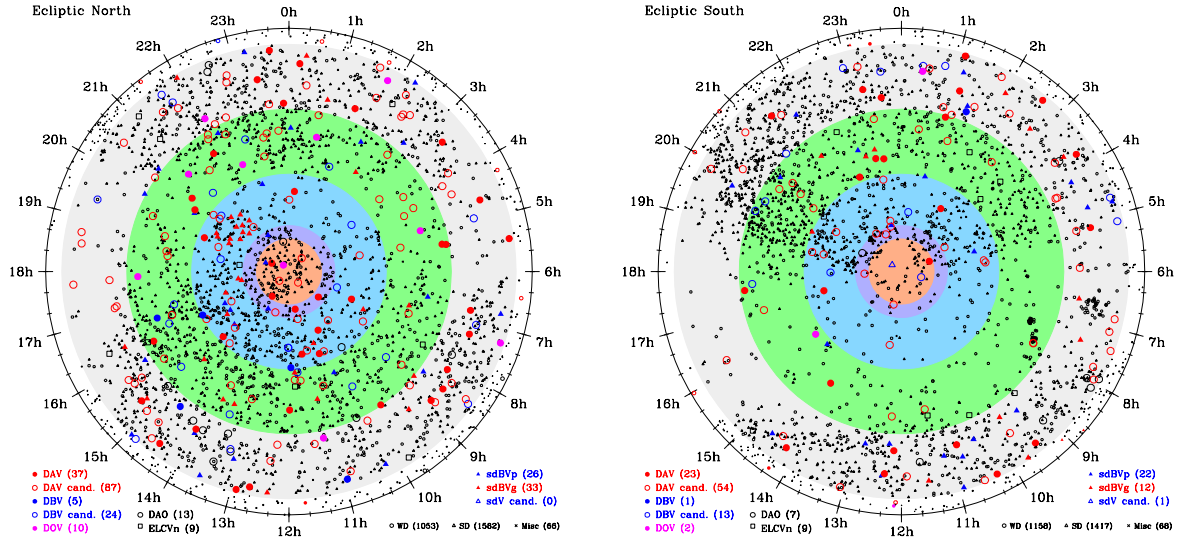 Ecliptic North
0h
1h
2h
3h
4h
5h
6h
7h
8h
9h
10h
11h
12h
13h
14h
15h
16h
17h
18h
19h
20h
21h
22h
23h
DAV (37)
DAV cand. (87)
DBV (5)
DBV cand. (24)
DOV (10)
DAO (13)
ELCVn (9)
sdBVp (26)
sdBVg (33)
sdV cand. (0)
WD (1053) SD (1562) Misc (66)
Ecliptic South
0h
1h
2h
3h
4h
5h
6h
7h
8h
9h
10h
11h
12h
13h
14h
15h
16h
17h
18h
19h
20h
21h
22h
23h
DAV (23)
DAV cand. (54)
DBV (1)
DBV cand. (13)
DOV (2)
DAO (7)
ELCVn (9)
sdBVp (22)
sdBVg (12)
sdV cand. (1)
WD (1158) SD (1417) Misc (68)